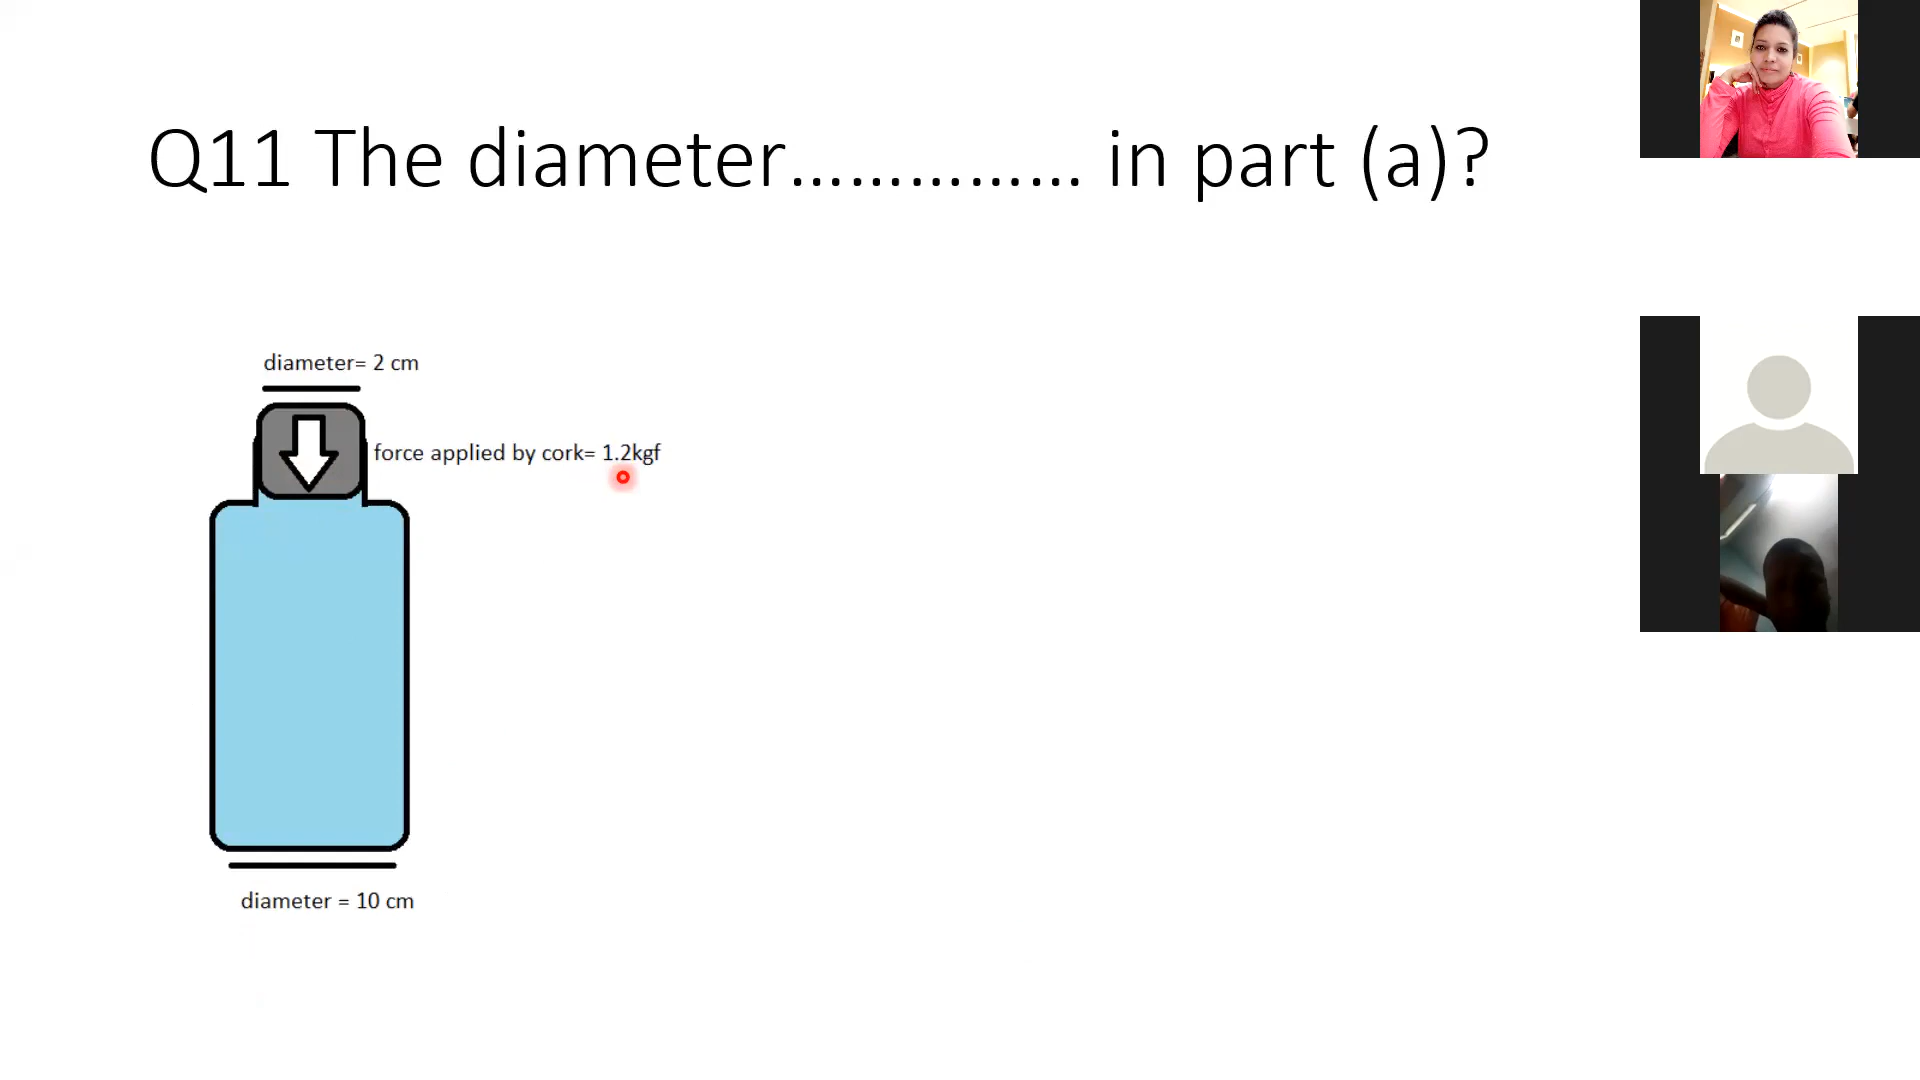 Q11 The diameter…………… in part (a)?
diameter= 2 cm
force applied by cork= 1.2kgf
diameter = 10 cm